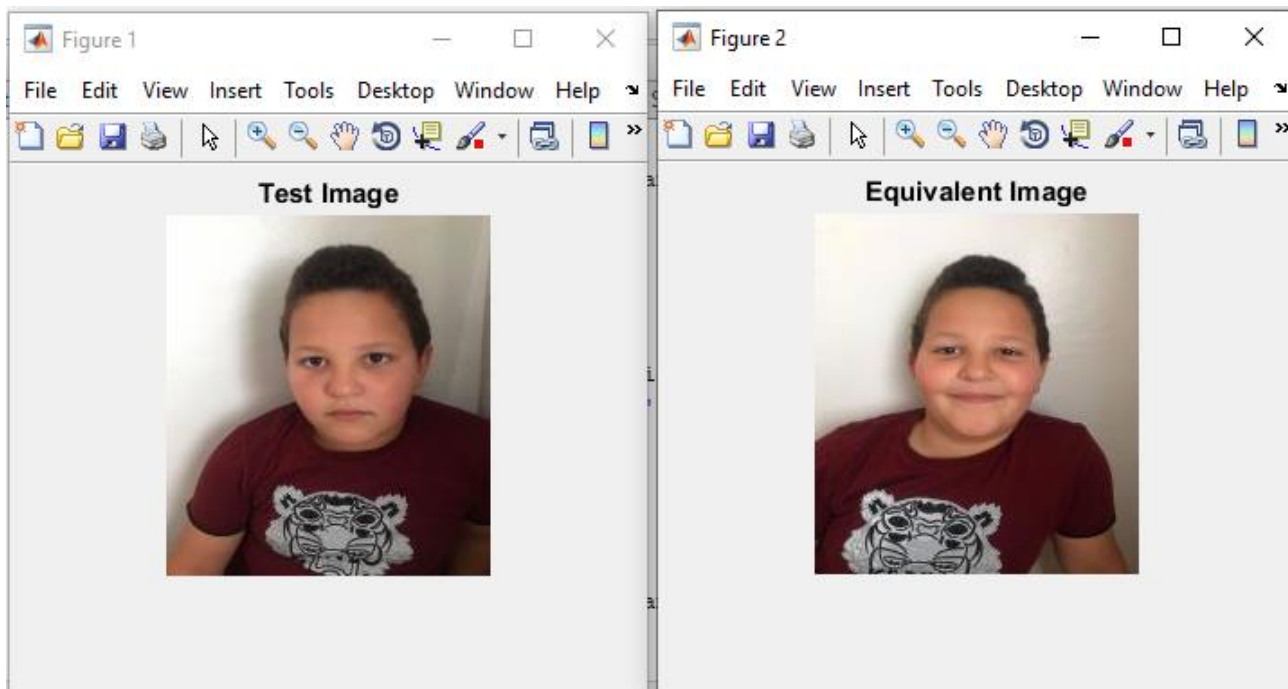 Figure 1
File Edit View Insert Tools Desktop Window Help
Test Image
Figure 2
File Edit View Insert Tools Desktop Window Help
Equivalent Image